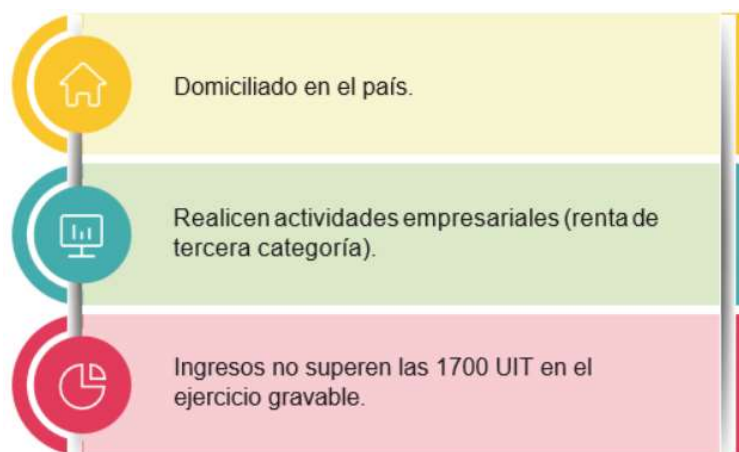 Domiciliado en el país.
Realicen actividades empresariales (renta de
tercera categoría).
Ingresos no superen las 1700 UIT en el
ejercicio gravable.